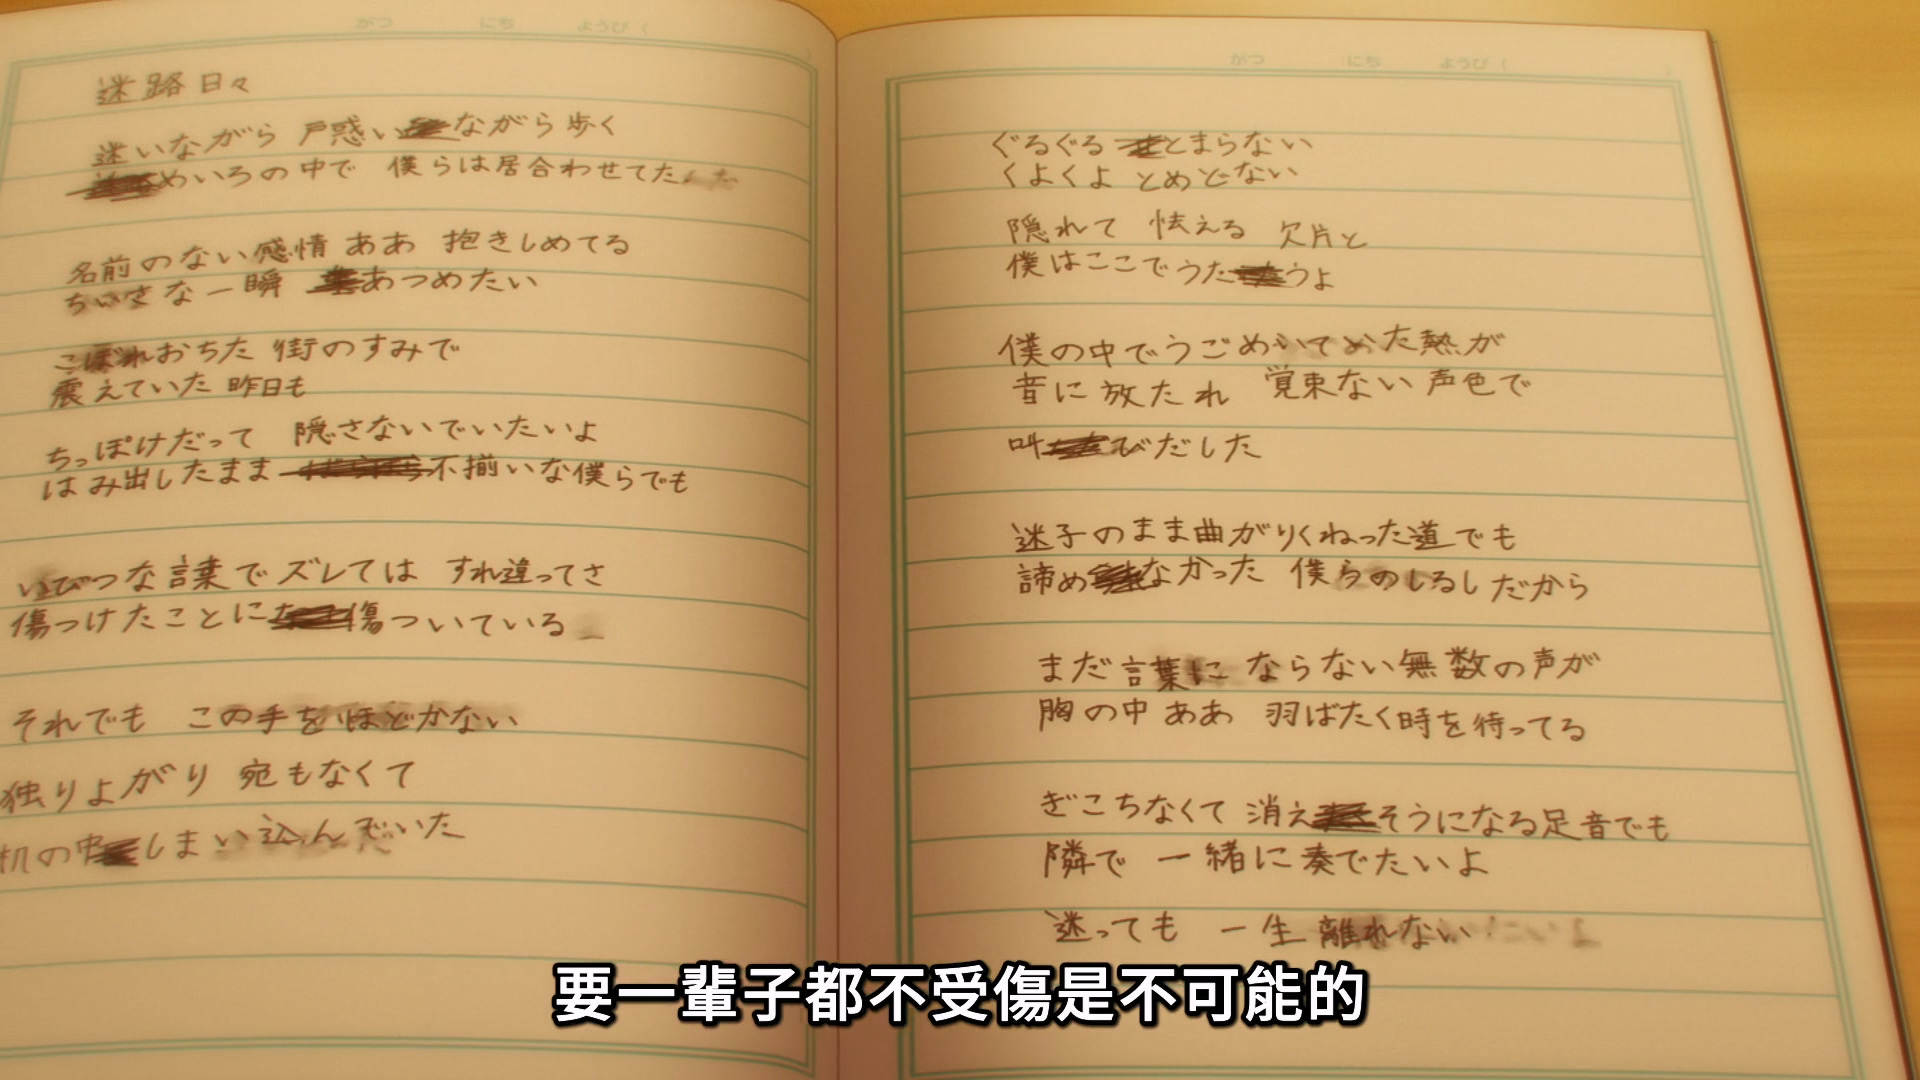 がつ にち ようび (
迷路日々
迷いながら 戸惑いながら歩く
めいろの中で 僕らは居合わせてた
名前のない感情 ああ 抱きしめてる
ちいさな一瞬 あつめたい
こぼれおちた 街のすみで
震えていた 昨日も
ちっぽけだって 隠さないでいたいよ
はみ出したまま 不揃いな僕らでも
いびつな言葉で ズレては すれ違ってさ
傷つけたことに傷ついている
それでも この手をほどかない
独りよがり 宛もなくて
机の中しまい込んでいた
がつ にち ようび (
ぐるぐる とまらない
くよくよ とめどない
隠れて 怯える 欠片と
僕はここでうたうよ
僕の中でうごめいてた熱が
音に放たれ 覚束ない声色で
叫びだした
迷子のまま曲がりくねった道でも
諦めなかった 僕らのしるしだから
まだ言葉に ならない無数の声が
胸の中 ああ 羽ばたく時を待ってる
ぎこちなくて 消えそうになる足音でも
隣で 一緒に奏でたいよ
迷っても 一生 離れない
要一輩子都不受傷是不可能的